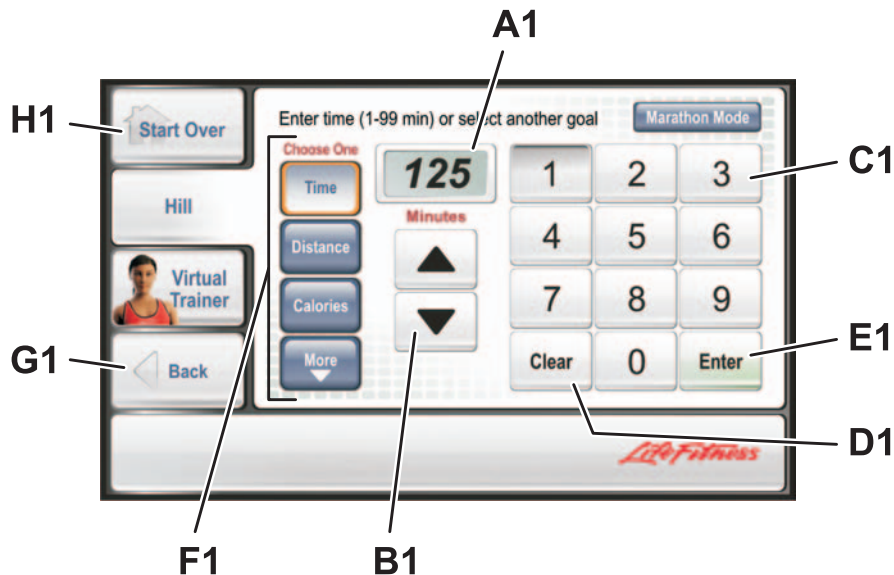 A1
H1
Start Over
Enter time (1-99 min) or select another goal
Marathon Mode
Choose One
125
1 2 3
C1
Time
Hill
Minutes
Distance
4 5 6
Virtual
Trainer
Calories
7 8 9
G1
Back
More
Clear 0 Enter
E1
D1
LifeFitness
F1
B1